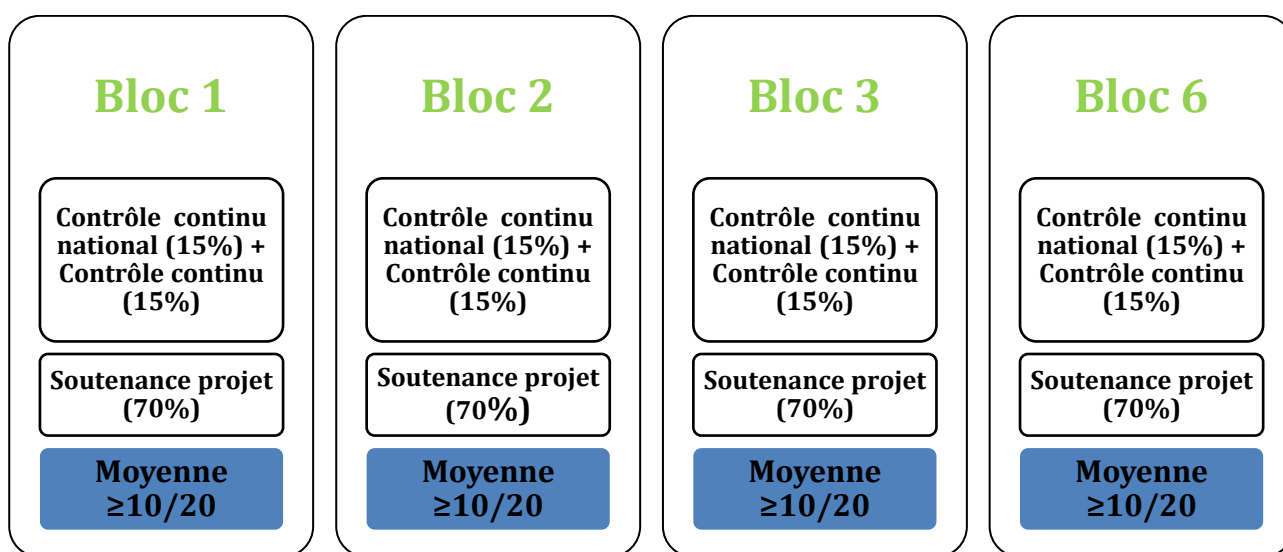 Bloc 1
Contrôle continu
national (15%) +
Contrôle continu
(15%)
Soutenance projet
(70%)
Moyenne
≥10/20
Bloc 2
Contrôle continu
national (15%) +
Contrôle continu
(15%)
Soutenance projet
(70%)
Moyenne
≥10/20
Bloc 3
Contrôle continu
national (15%) +
Contrôle continu
(15%)
Soutenance projet
(70%)
Moyenne
≥10/20
Bloc 6
Contrôle continu
national (15%) +
Contrôle continu
(15%)
Soutenance projet
(70%)
Moyenne
≥10/20